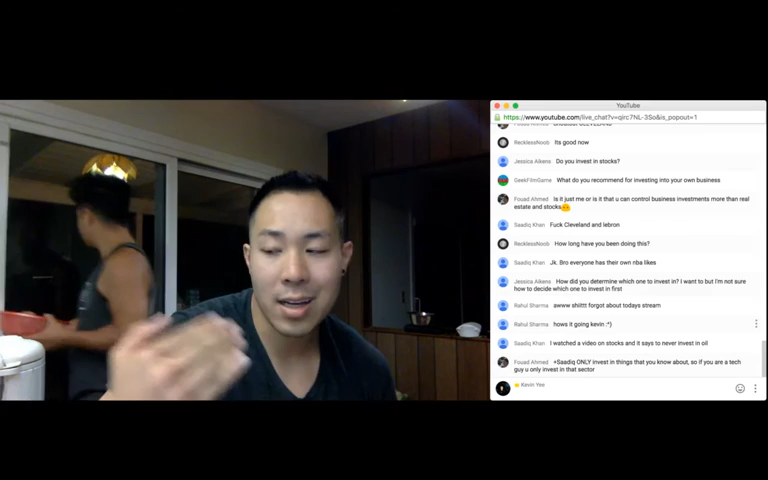 YouTube
https://www.youtube.com/live_chat?v=qirc7NL-3So&is_popout=1
RecklessNoob Its good now
Jessica Aikens Do you invest in stocks?
GeekFilmGame What do you recommend for investing into your own business
Fouad Ahmed Is it just me or is it that u can control business investments more than real
estate and stocks
Saadiq Khan Fuck Cleveland and lebron
RecklessNoob How long have you been doing this?
Saadiq Khan Jk. Bro everyone has their own nba likes
Jessica Aikens How did you determine which one to invest in? I want to but I'm not sure
how to decide which one to invest in first
Rahul Sharma awww shiittt forgot about todays stream
Rahul Sharma hows it going kevin :^)
Saadiq Khan I watched a video on stocks and it says to never invest in oil
Fouad Ahmed +Saadiq ONLY invest in things that you know about, so if you are a tech
guy u only invest in that sector
Kevin Yee